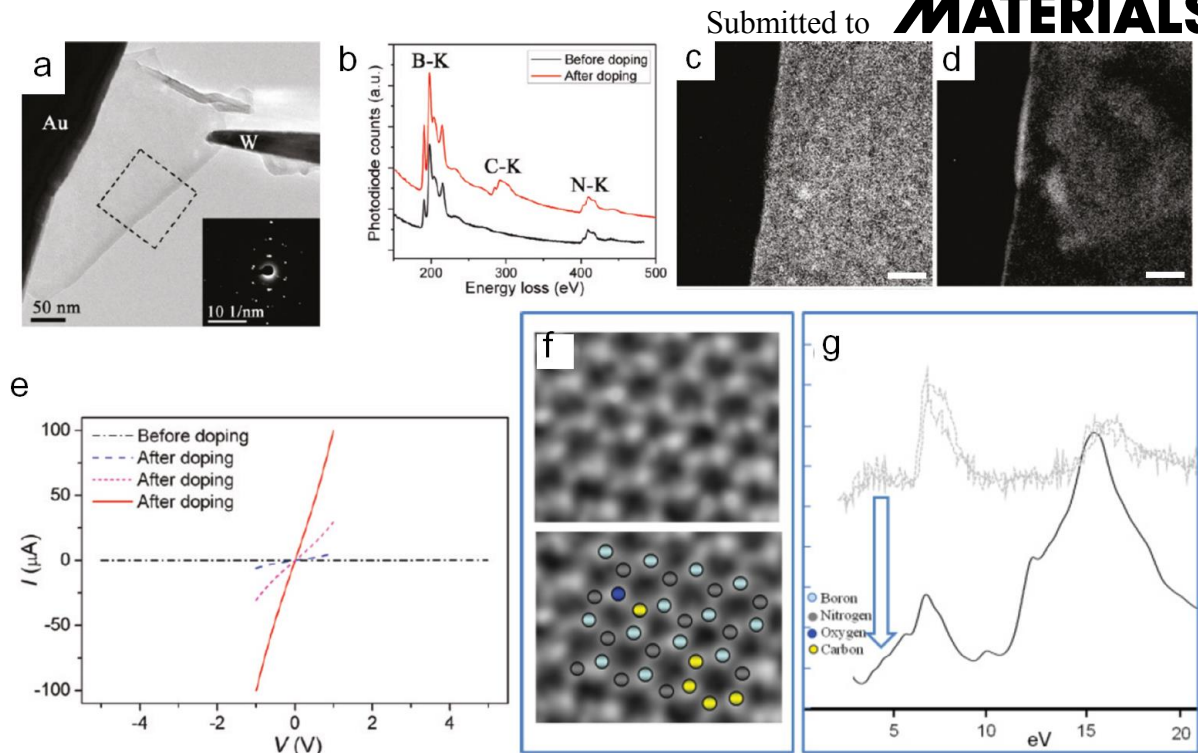 Submitted to MATERIALS
a
Au
W
50 nm
10 1/nm
b
B-K
Before doping
After doping
C-K
N-K
Photodiode counts (a.u.)
200 300 400 500
Energy loss (eV)
c
d
e
100
50
0
-50
-100
I (μA)
Before doping
After doping
After doping
After doping
-4 -2 0 2 4
V (V)
f
g
Boron
Nitrogen
Oxygen
Carbon
5 10 15 20
eV